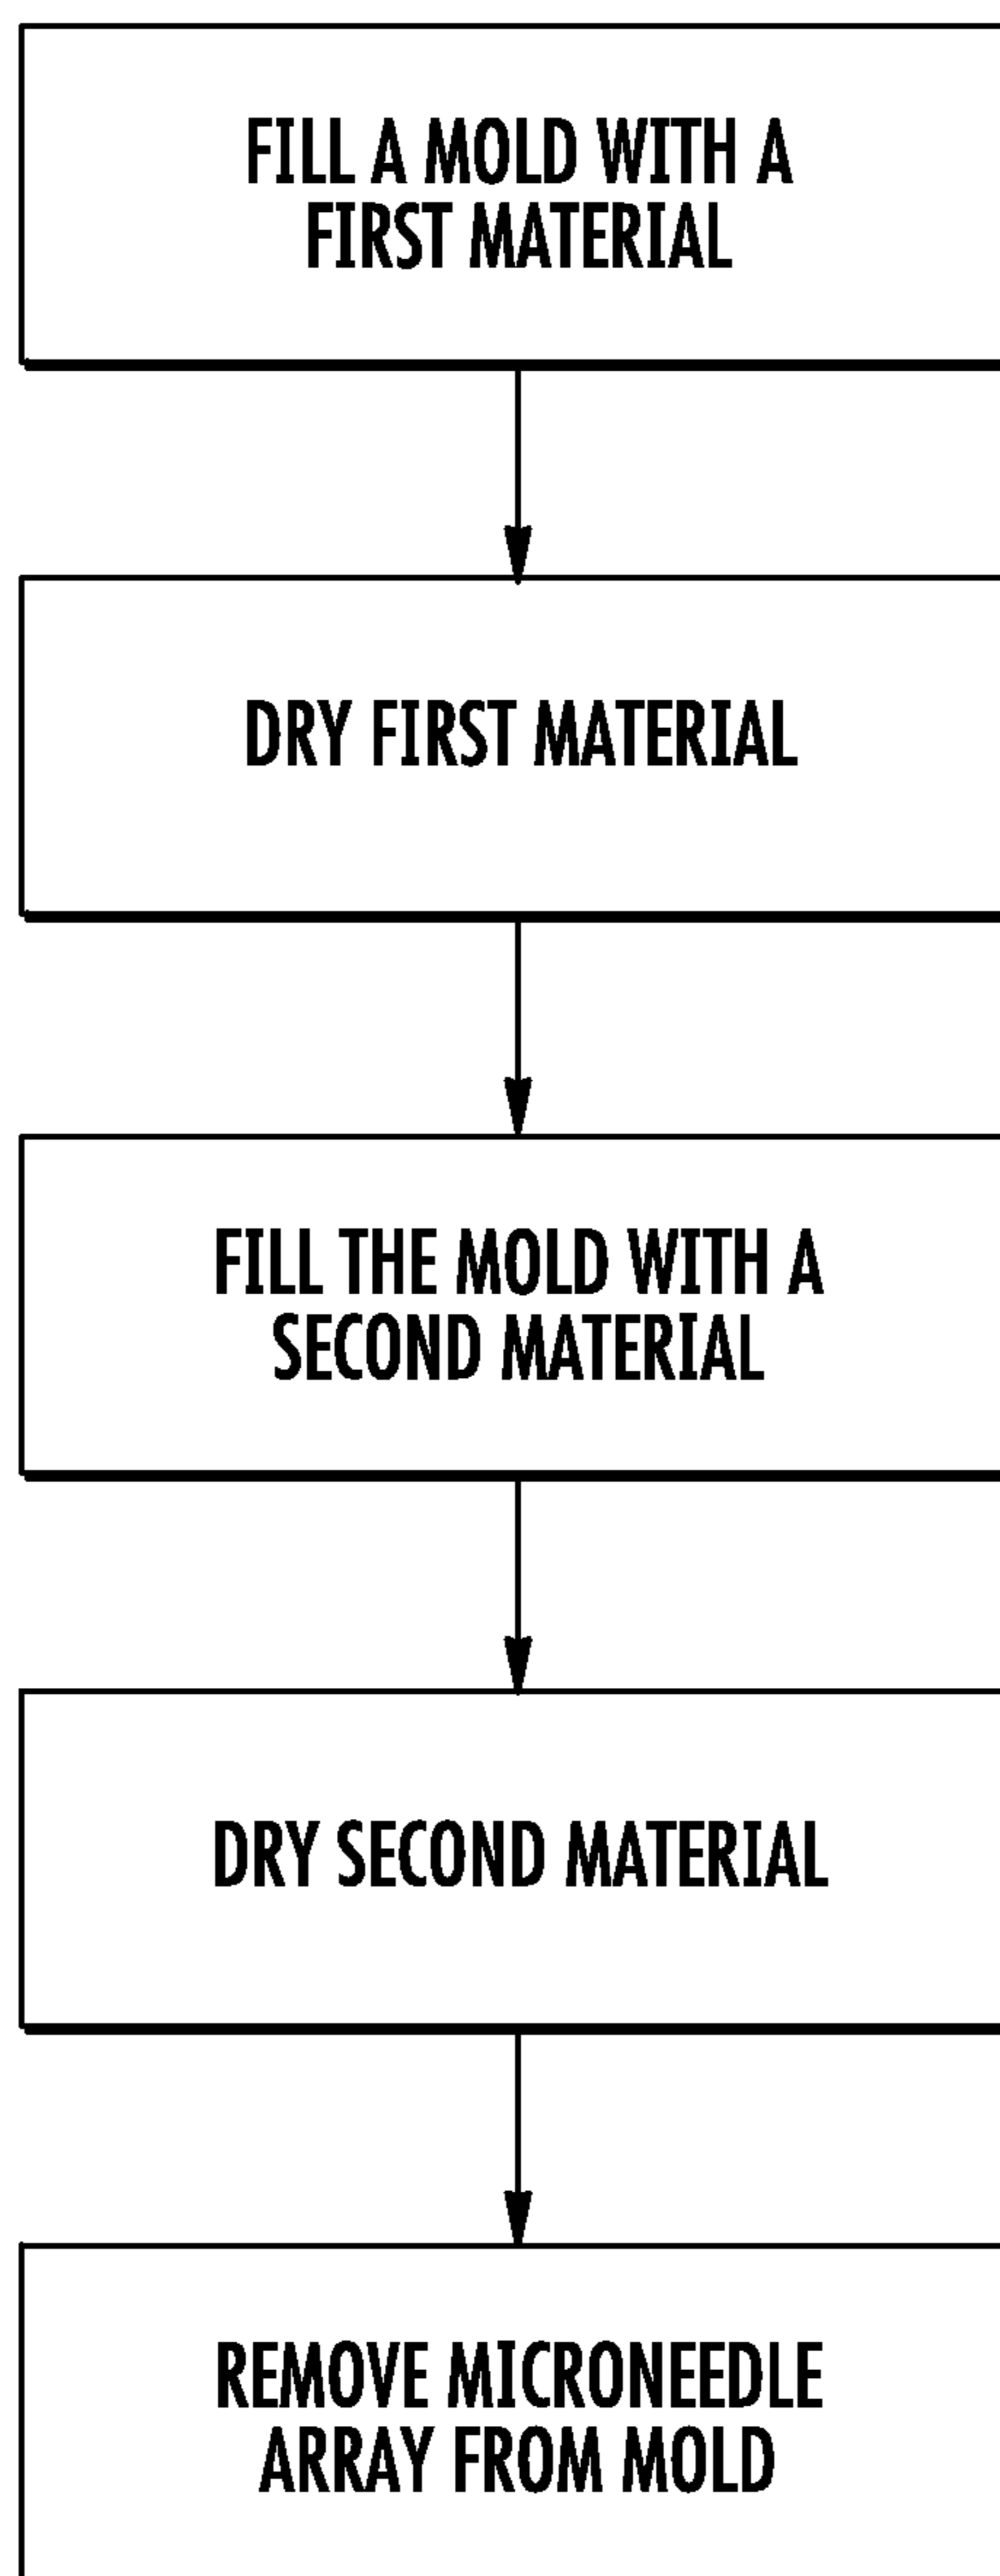 FILL A MOLD WITH A
FIRST MATERIAL
DRY FIRST MATERIAL
FILL THE MOLD WITH A
SECOND MATERIAL
DRY SECOND MATERIAL
REMOVE MICRONEEDLE
ARRAY FROM MOLD